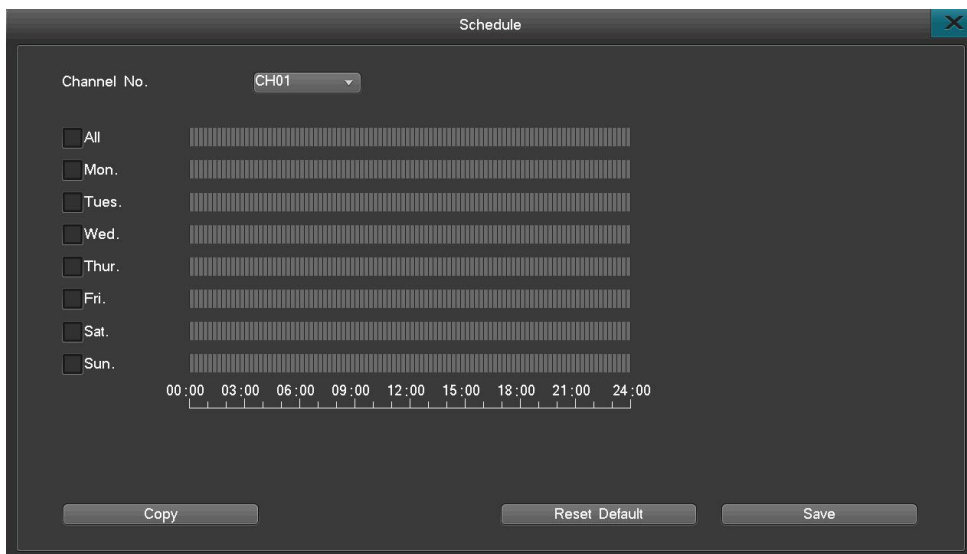 Schedule
Channel No. CH01
All
Mon.
Tues.
Wed.
Thur.
Fri.
Sat.
Sun.
00:00 03:00 06:00 09:00 12:00 15:00 18:00 21:00 24:00
Copy Reset Default Save